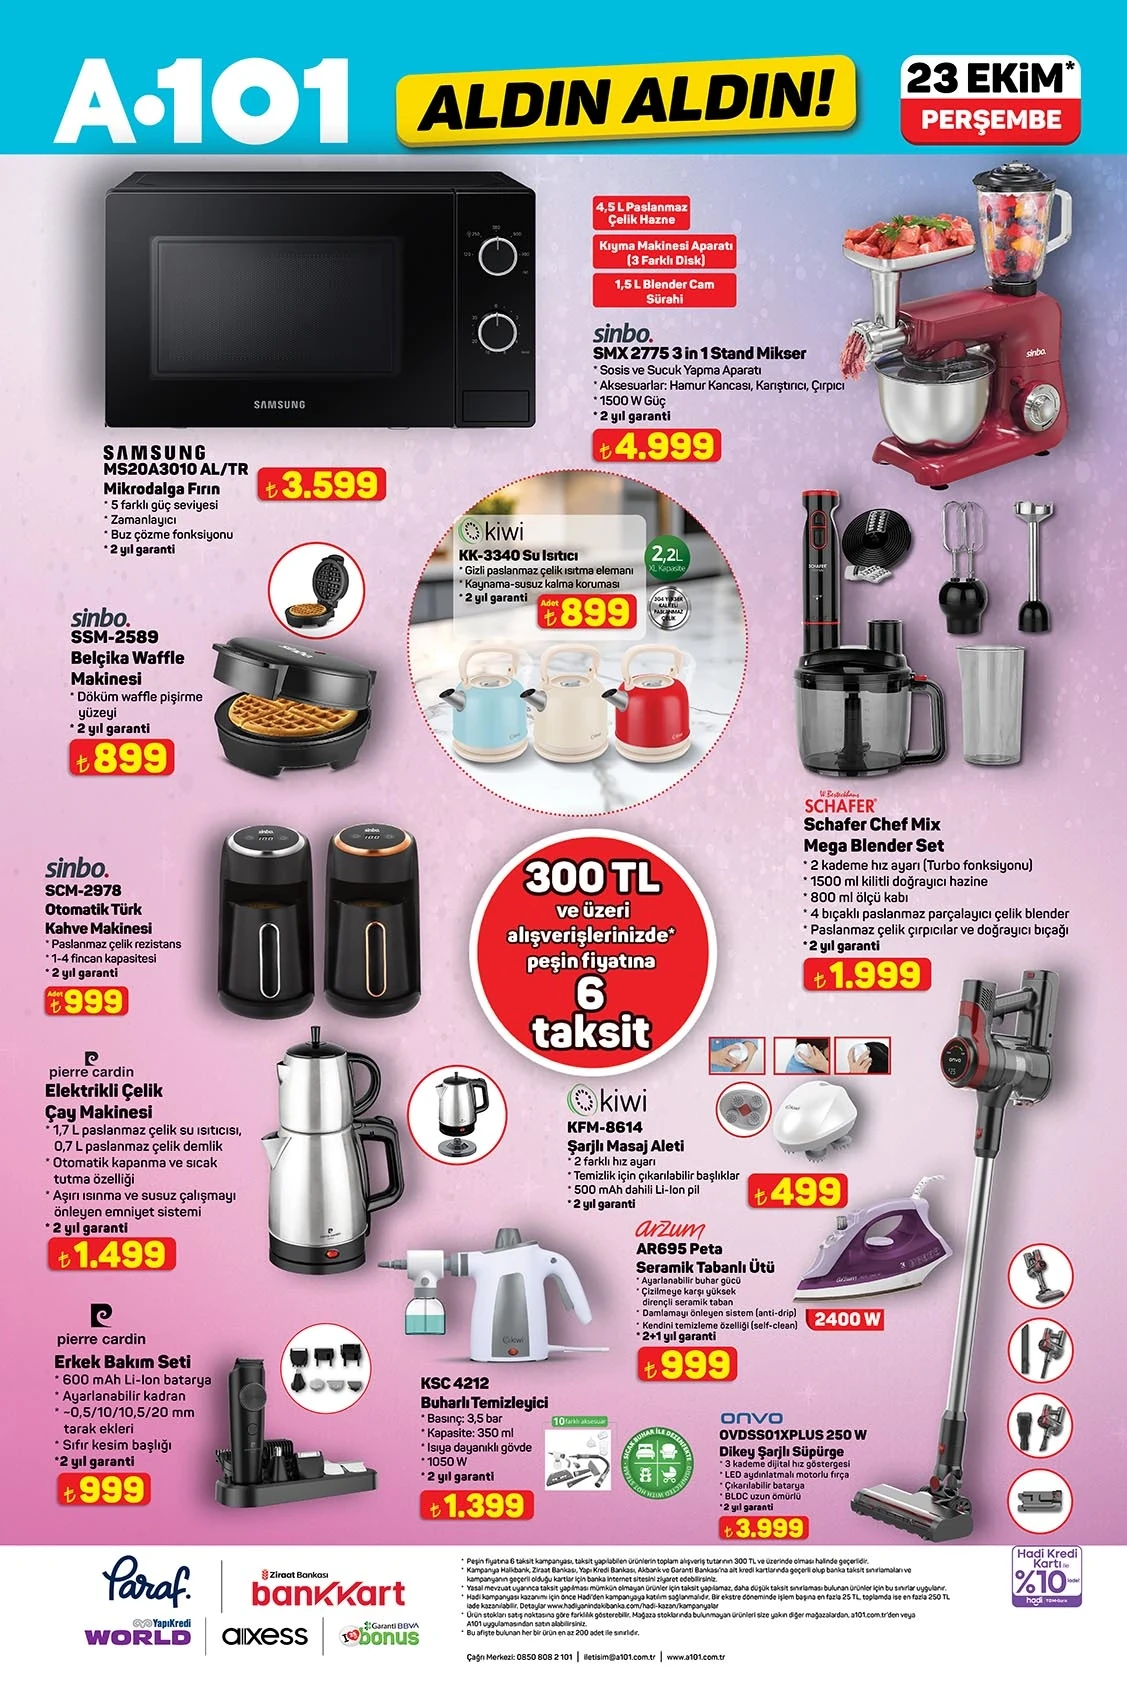 A•101
ALDIN ALDIN!
23 EKİM*
PERŞEMBE
SAMSUNG
SAMSUNG
MS20A3010 AL/TR
Mikrodalga Fırın
* 5 farklı güç seviyesi
* Zamanlayıcı
* Buz çözme fonksiyonu
* 2 yıl garanti
₺3.599
4,5 L Paslanmaz
Çelik Hazne
Kıyma Makinesi Aparatı
(3 Farklı Disk)
1,5 L Blender Cam
Sürahi
sinbo.
SMX 2775 3 in 1 Stand Mikser
* Sosis ve Sucuk Yapma Aparatı
* Aksesuarlar: Hamur Kancası, Karıştırıcı, Çırpıcı
* 1500 W Güç
* 2 yıl garanti
₺4.999
sinbo.
kiwi
KK-3340 Su Isıtıcı
* Gizli paslanmaz çelik ısıtma elemanı
* Kaynama-susuz kalma koruması
* 2 yıl garanti
Adet
₺899
2,2L
XL Kapasite
304 YÜKSEK
KALİTELİ
PASLANMAZ
ÇELİK
sinbo.
SSM-2589
Belçika Waffle
Makinesi
* Döküm waffle pişirme
yüzeyi
* 2 yıl garanti
₺899
SCHAFER
W. Besteckhaus
SCHAFER
Schafer Chef Mix
Mega Blender Set
* 2 kademe hız ayarı (Turbo fonksiyonu)
* 1500 ml kilitli doğrayıcı hazine
* 800 ml ölçü kabı
* 4 bıçaklı paslanmaz parçalayıcı çelik blender
* Paslanmaz çelik çırpıcılar ve doğrayıcı bıçağı
* 2 yıl garanti
₺1.999
sinbo.
SCM-2978
Otomatik Türk
Kahve Makinesi
* Paslanmaz çelik rezistans
* 1-4 fincan kapasitesi
* 2 yıl garanti
Adet
₺999
300 TL
ve üzeri
alışverişlerinizde*
peşin fiyatına
6
taksit
pierre cardin
Elektrikli Çelik
Çay Makinesi
* 1,7 L paslanmaz çelik su ısıtıcısı,
0,7 L paslanmaz çelik demlik
* Otomatik kapanma ve sıcak
tutma özelliği
* Aşırı ısınma ve susuz çalışmayı
önleyen emniyet sistemi
* 2 yıl garanti
₺1.499
kiwi
KFM-8614
Şarjlı Masaj Aleti
* 2 farklı hız ayarı
* Temizlik için çıkarılabilir başlıklar
* 500 mAh dahili Li-Ion pil
* 2 yıl garanti
₺499
kiwi
arzum
AR695 Peta
Seramik Tabanlı Ütü
* Ayarlanabilir buhar gücü
* Çizilmeye karşı yüksek
dirençli seramik taban
* Damlamayı önleyen sistem (anti-drip)
* Kendini temizleme özelliği (self-clean)
* 2+1 yıl garanti
₺999
2400 W
arzum
onvo
pierre cardin
Erkek Bakım Seti
* 600 mAh Li-Ion batarya
* Ayarlanabilir kadran
* ~0,5/10/10,5/20 mm
tarak ekleri
* Sıfır kesim başlığı
*2 yıl garanti
₺999
kiwi
KSC 4212
Buharlı Temizleyici
* Basınç: 3,5 bar
* Kapasite: 350 ml
* Isıya dayanıklı gövde
* 1050 W
* 2 yıl garanti
₺1.399
10 farklı aksesuar
SICAK BUHAR İLE DEZENFEKTE
DISINFECTED WITH HOT STEAM
onvo
OVDSS01XPLUS 250 W
Dikey Şarjlı Süpürge
* 3 kademe dijital hız göstergesi
* LED aydınlatmalı motorlu fırça
* Çıkarılabilir batarya
* BLDC uzun ömürlü
*2 yıl garanti
₺3.999
Paraf.
Ziraat Bankası
bankkart
YapıKredi
WORLD
axess
Garanti BBVA
bonus
* Peşin fiyatına 6 taksit kampanyası, taksit yapılabilen ürünlerin toplam alışveriş tutarının 300 TL ve üzerinde olması halinde geçerlidir.
* Kampanya Halkbank, Ziraat Bankası, Yapı Kredi Bankası, Akbank ve Garanti Bankası'na ait kredi kartlarında geçerli olup banka taksit sınırlamaları ve
kampanyanın geçerli olduğu kartlar için banka internet sitesini ziyaret edebilirsiniz.
* Yasal mevzuat uyarınca taksit yapılması mümkün olmayan ürünler için taksit yapılamaz, daha düşük taksit sınırlaması bulunan ürünler için bu sınırlar uygulanır.
* Hadi kampanyası kazanımı için önce Hadi'den kampanyaya katılım sağlanmalıdır. Bir ekstre döneminde işlem başına en fazla 25 TL, toplamda ise en fazla 250 TL
iade kazanılabilir. Detaylar www.hadiyanindakibanka.com/hadi-kazan/kampanyalar
* Ürün stokları satış noktasına göre farklılık gösterebilir. Mağaza stoklarında bulunmayan ürünleri size yakın diğer mağazalardan, a101.com.tr'den veya
A101 uygulamasından satın alabilirsiniz.
* Bu afişte bulunan her bir ürün en az 200 adet ile sınırlıdır.
Çağrı Merkezi: 0850 808 2 101 | iletisim@a101.com.tr | www.a101.com.tr
Hadi Kredi
Kartı ile
%10 iade!
hadi
TOM Bank